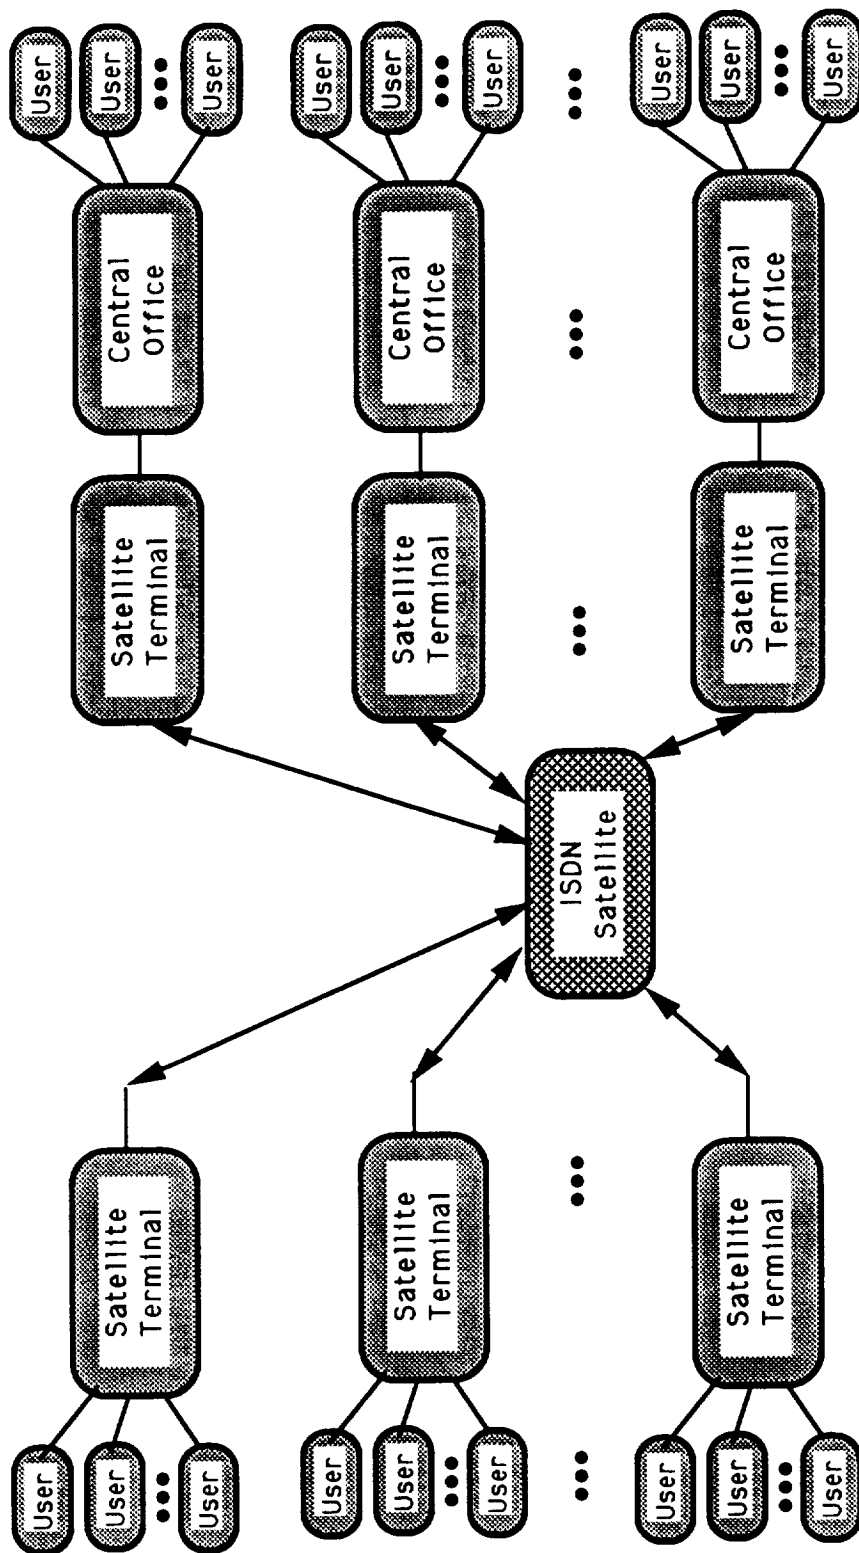 User
User
User
Satellite
Terminal
Satellite
Terminal
Central
Office
User
User
User
User
User
User
Satellite
Terminal
Satellite
Terminal
Central
Office
User
User
User
ISDN
Satellite
User
User
User
Satellite
Terminal
Satellite
Terminal
Central
Office
User
User
User